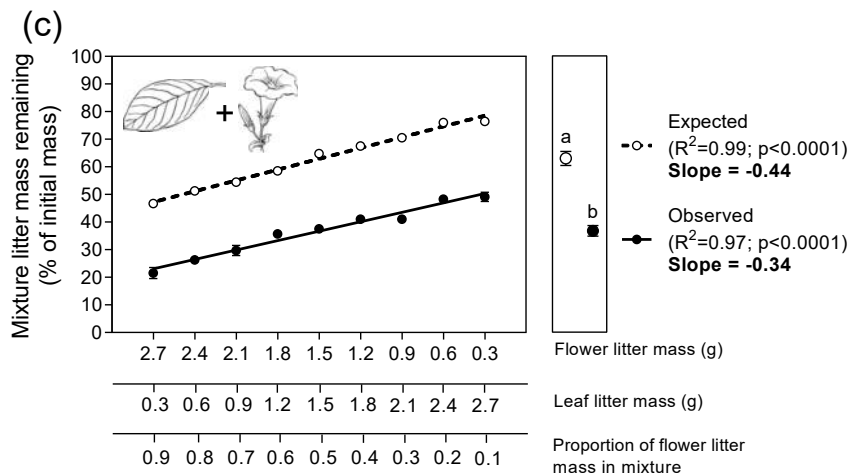 (c)
Mixture litter mass remaining
(% of initial mass)
100
90
80
70
60
50
40
30
20
10
0
+
a
b
Expected
(R²=0.99; p<0.0001)
Slope = -0.44
Observed
(R²=0.97; p<0.0001)
Slope = -0.34
2.7 2.4 2.1 1.8 1.5 1.2 0.9 0.6 0.3
Flower litter mass (g)
0.3 0.6 0.9 1.2 1.5 1.8 2.1 2.4 2.7
Leaf litter mass (g)
0.9 0.8 0.7 0.6 0.5 0.4 0.3 0.2 0.1
Proportion of flower litter
mass in mixture